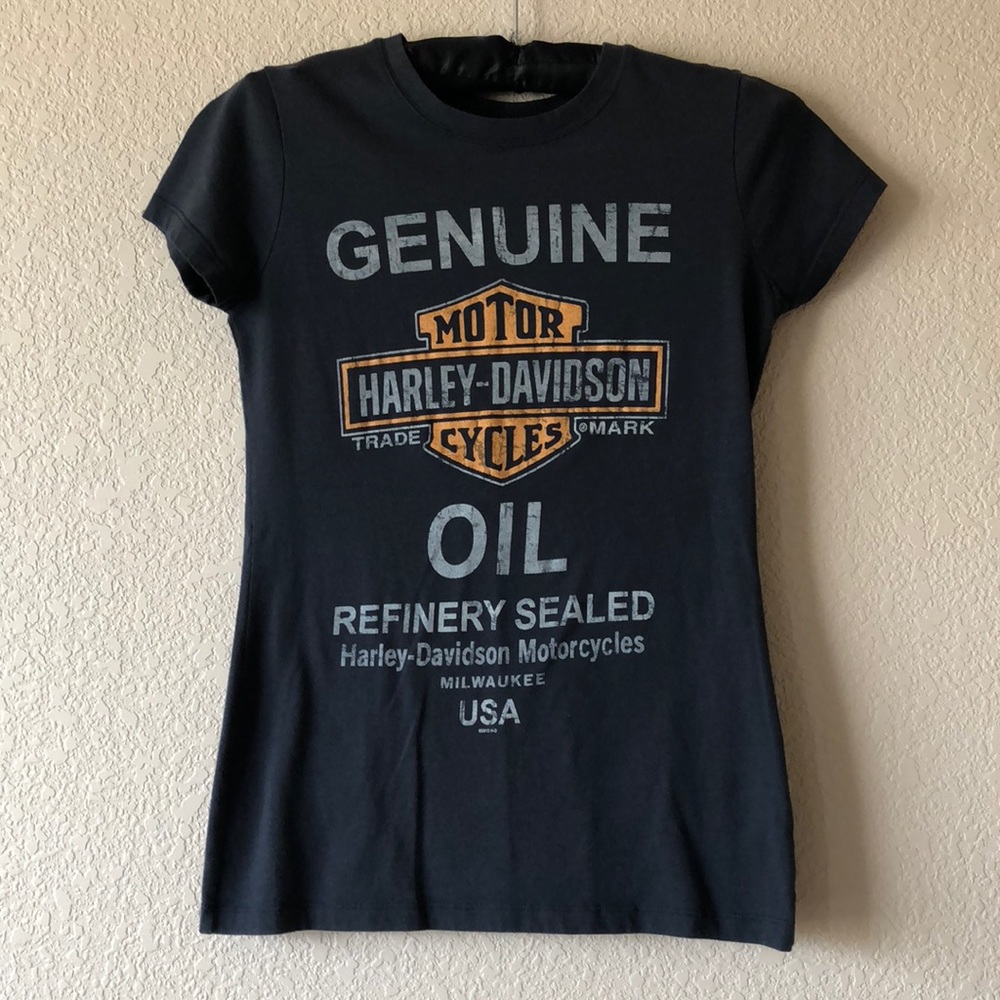 GENUINE
MOTOR
HARLEY-DAVIDSON
TRADE CYCLES ®MARK
OIL
REFINERY SEALED
Harley-Davidson Motorcycles
MILWAUKEE
USA